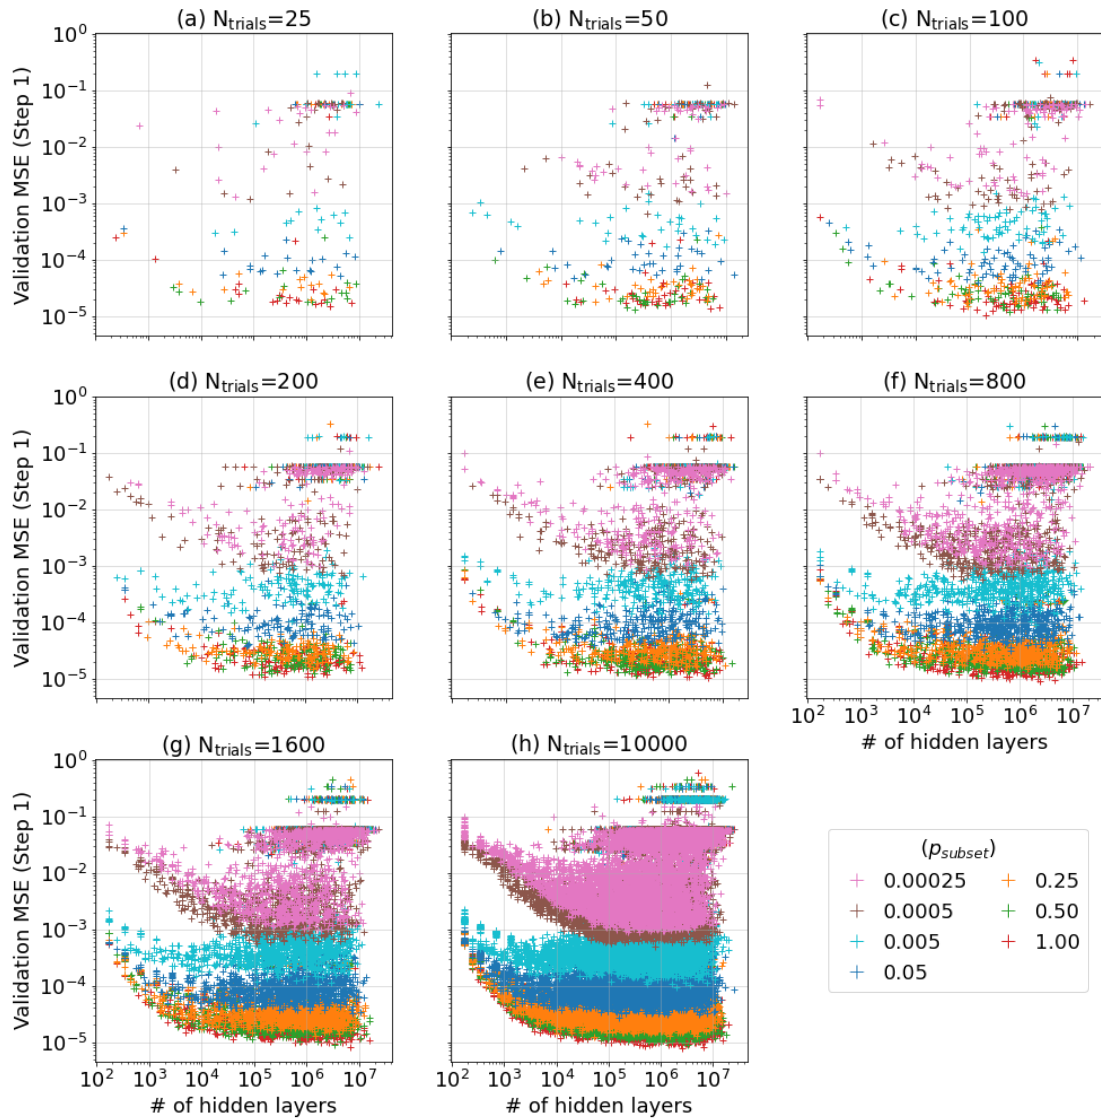 (a) N_trials=25
(b) N_trials=50
(c) N_trials=100
10^0
10^-1
10^-2
10^-3
10^-4
10^-5
Validation MSE (Step 1)
(d) N_trials=200
(e) N_trials=400
(f) N_trials=800
10^0
10^-1
10^-2
10^-3
10^-4
10^-5
Validation MSE (Step 1)
10^2 10^3 10^4 10^5 10^6 10^7
# of hidden layers
(g) N_trials=1600
(h) N_trials=10000
10^0
10^-1
10^-2
10^-3
10^-4
10^-5
Validation MSE (Step 1)
10^2 10^3 10^4 10^5 10^6 10^7
# of hidden layers
10^2 10^3 10^4 10^5 10^6 10^7
# of hidden layers
(p_subset)
0.00025
0.0005
0.005
0.05
0.25
0.50
1.00